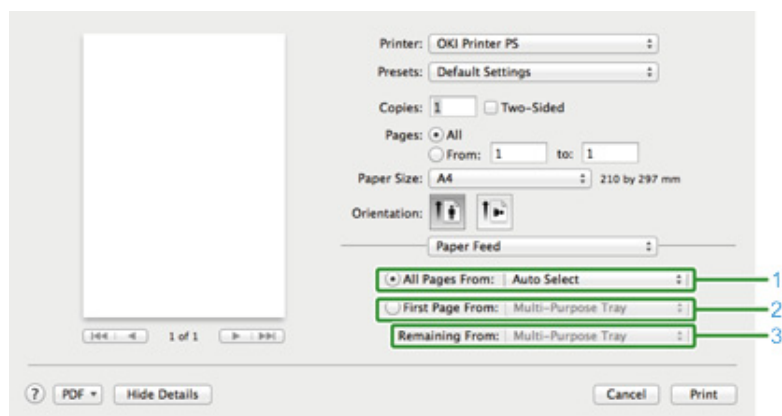 Printer: OKI Printer PS
Presets: Default Settings
Copies: 1 Two-Sided
Pages: All
From: 1 to: 1
Paper Size: A4 210 by 297 mm
Orientation:
Paper Feed
All Pages From: Auto Select 1
First Page From: Multi-Purpose Tray 2
Remaining From: Multi-Purpose Tray 3
1 of 1
? PDF Hide Details Cancel Print